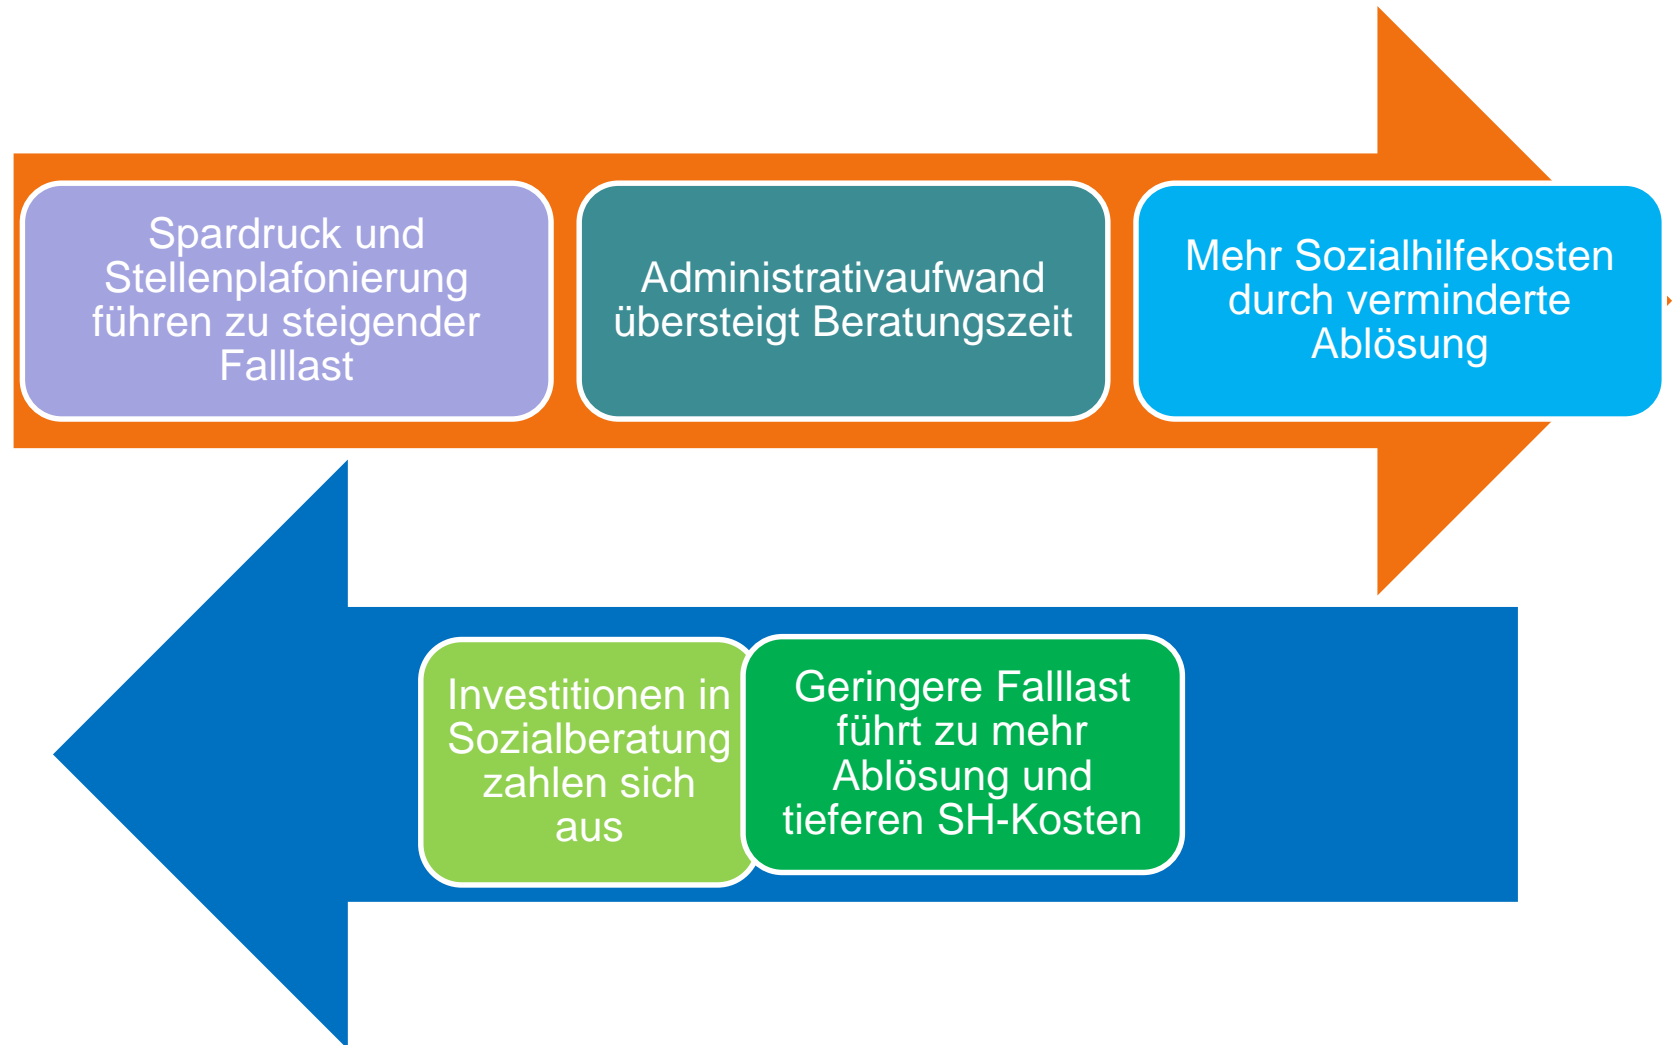 Spardruck und
Stellenplafonierung
führen zu steigender
Falllast
Administrativaufwand
übersteigt Beratungszeit
Mehr Sozialhilfekosten
durch verminderte
Ablösung
Investitionen in
Sozialberatung
zahlen sich
aus
Geringere Falllast
führt zu mehr
Ablösung und
tieferen SH-Kosten